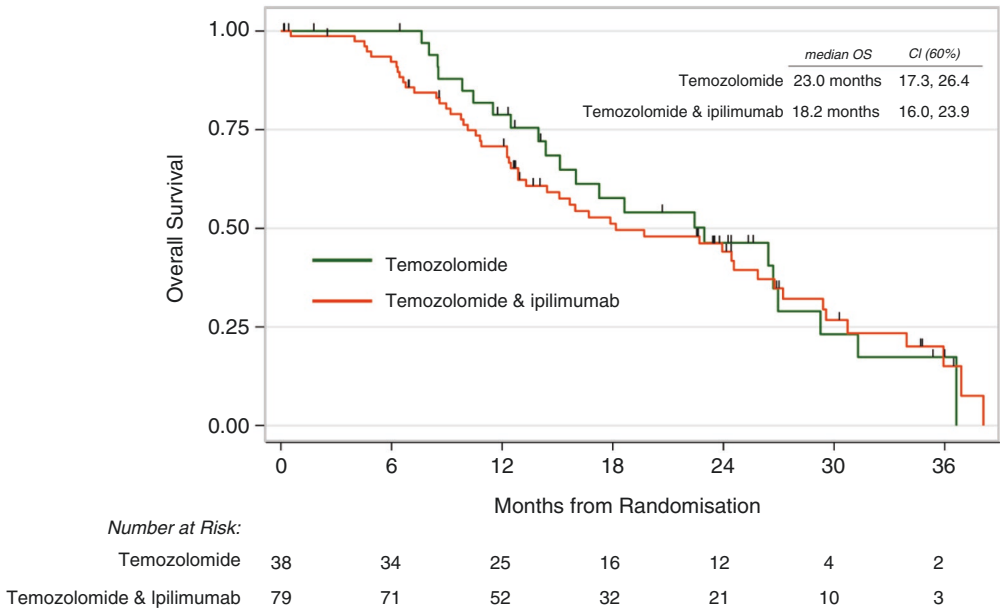 1.00
0.75
0.50
0.25
0.00
Overall Survival
median OS CI (60%)
Temozolomide 23.0 months 17.3, 26.4
Temozolomide & ipilimumab 18.2 months 16.0, 23.9
Temozolomide
Temozolomide & ipilimumab
0 6 12 18 24 30 36
Months from Randomisation
Number at Risk:
Temozolomide 38 34 25 16 12 4 2
Temozolomide & Ipilimumab 79 71 52 32 21 10 3